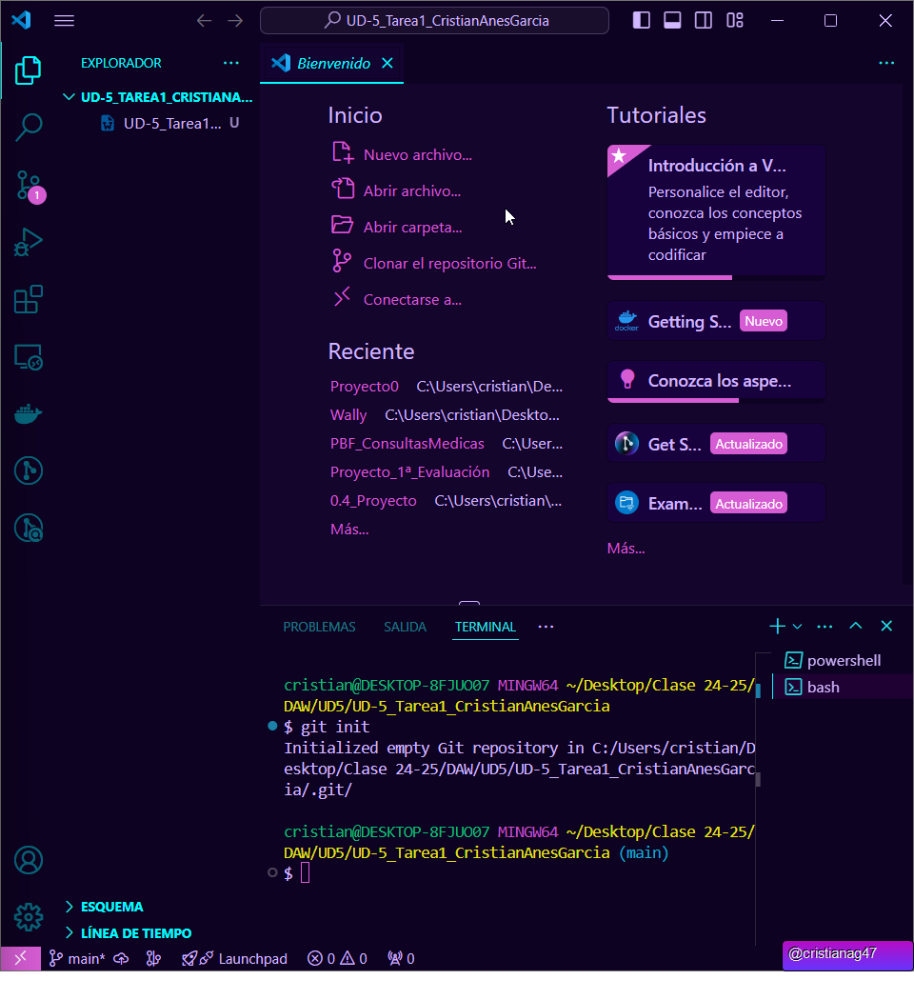 UD-5_Tarea1_CristianAnesGarcia
EXPLORADOR
UD-5_TAREA1_CRISTIANA...
UD-5_Tarea1... U
1
Bienvenido
Inicio
Nuevo archivo...
Abrir archivo...
Abrir carpeta...
Clonar el repositorio Git...
Conectarse a...
Reciente
Proyecto0 C:\Users\cristian\De...
Wally C:\Users\cristian\Deskto...
PBF_ConsultasMedicas C:\User...
Proyecto_1ª_Evaluación C:\Use...
0.4_Proyecto C:\Users\cristian\...
Más...
Tutoriales
Introducción a V...
Personalice el editor,
conozca los conceptos
básicos y empiece a
codificar
docker
Getting S... Nuevo
Conozca los aspe...
Get S... Actualizado
Exam... Actualizado
Más...
PROBLEMAS SALIDA TERMINAL ...
powershell
bash
cristian@DESKTOP-8FJUO07 MINGW64 ~/Desktop/Clase 24-25/
DAW/UD5/UD-5_Tarea1_CristianAnesGarcia
$ git init
Initialized empty Git repository in C:/Users/cristian/D
esktop/Clase 24-25/DAW/UD5/UD-5_Tarea1_CristianAnesGarc
ia/.git/
cristian@DESKTOP-8FJUO07 MINGW64 ~/Desktop/Clase 24-25/
DAW/UD5/UD-5_Tarea1_CristianAnesGarcia (main)
$
ESQUEMA
LÍNEA DE TIEMPO
main* Launchpad 0 0 0
@cristianag47